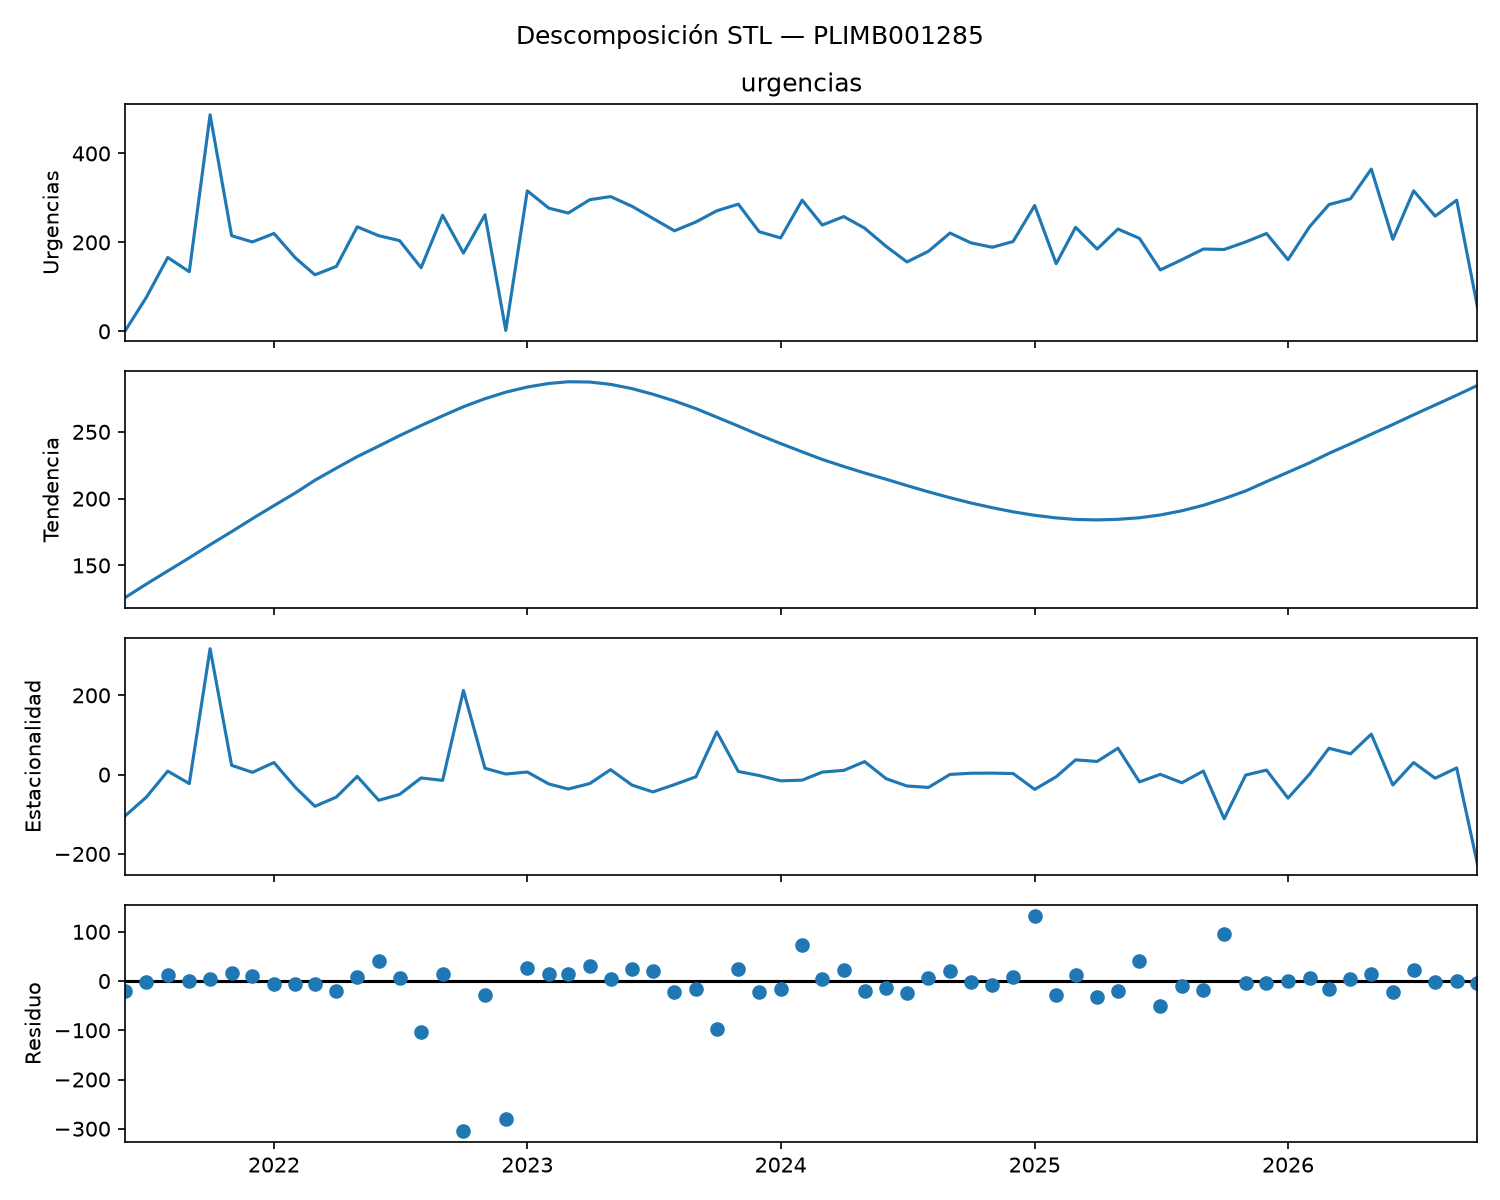 Descomposición STL — PLIMB001285
urgencias
Urgencias
400
200
0
Tendencia
250
200
150
Estacionalidad
200
0
−200
Residuo
100
0
−100
−200
−300
2022 2023 2024 2025 2026